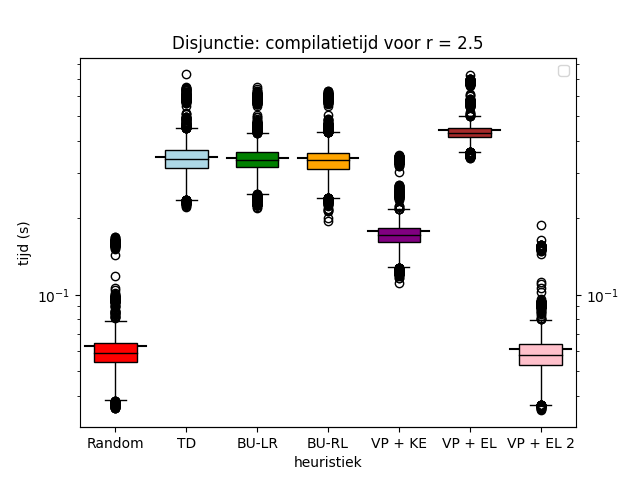 Disjunctie: compilatietijd voor r = 2.5
tijd (s)
10⁻¹
10⁻¹
Random TD BU-LR BU-RL VP + KE VP + EL VP + EL 2
heuristiek